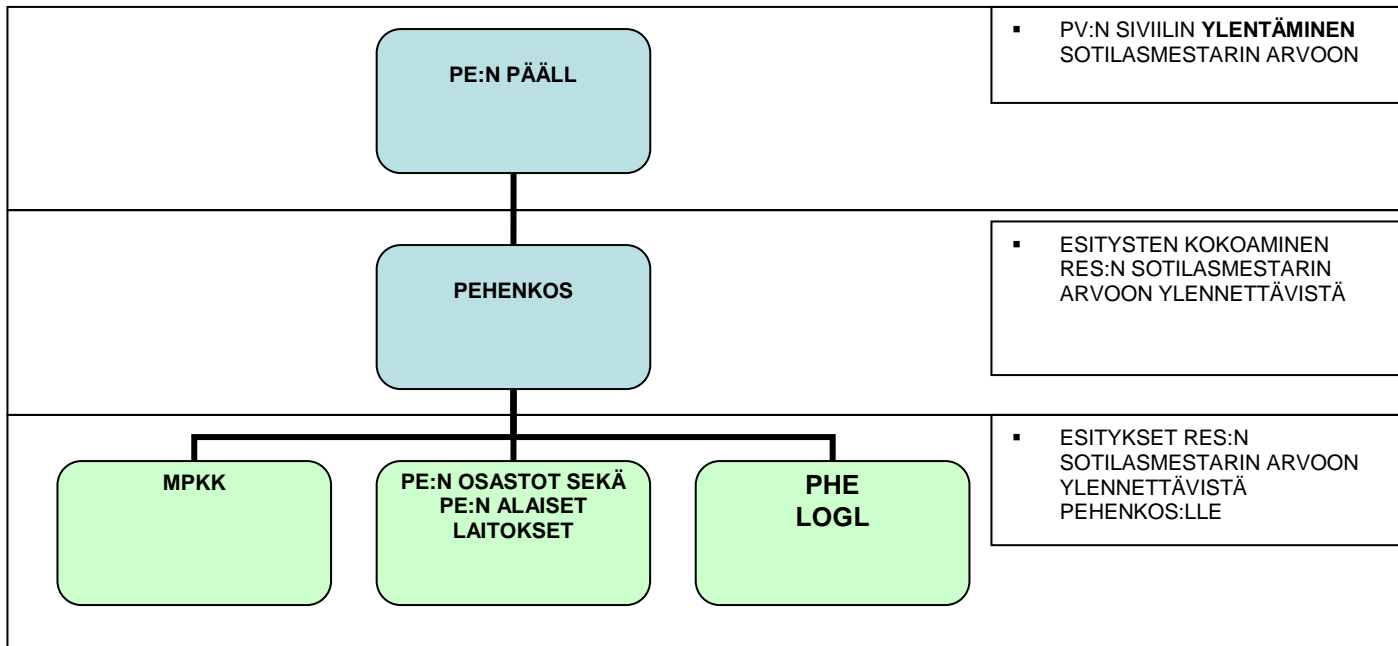 PE:N PÄÄLL
▪ PV:N SIVIILIN YLENTÄMINEN
SOTILASMESTARIN ARVOON
PEHENKOS
▪ ESITYSTEN KOKOAMINEN
RES:N SOTILASMESTARIN
ARVOON YLENNETTÄVISTÄ
MPKK
PE:N OSASTOT SEKÄ
PE:N ALAISET
LAITOKSET
PHE
LOGL
▪ ESITYKSET RES:N
SOTILASMESTARIN ARVOON
YLENNETTÄVISTÄ
PEHENKOS:LLE